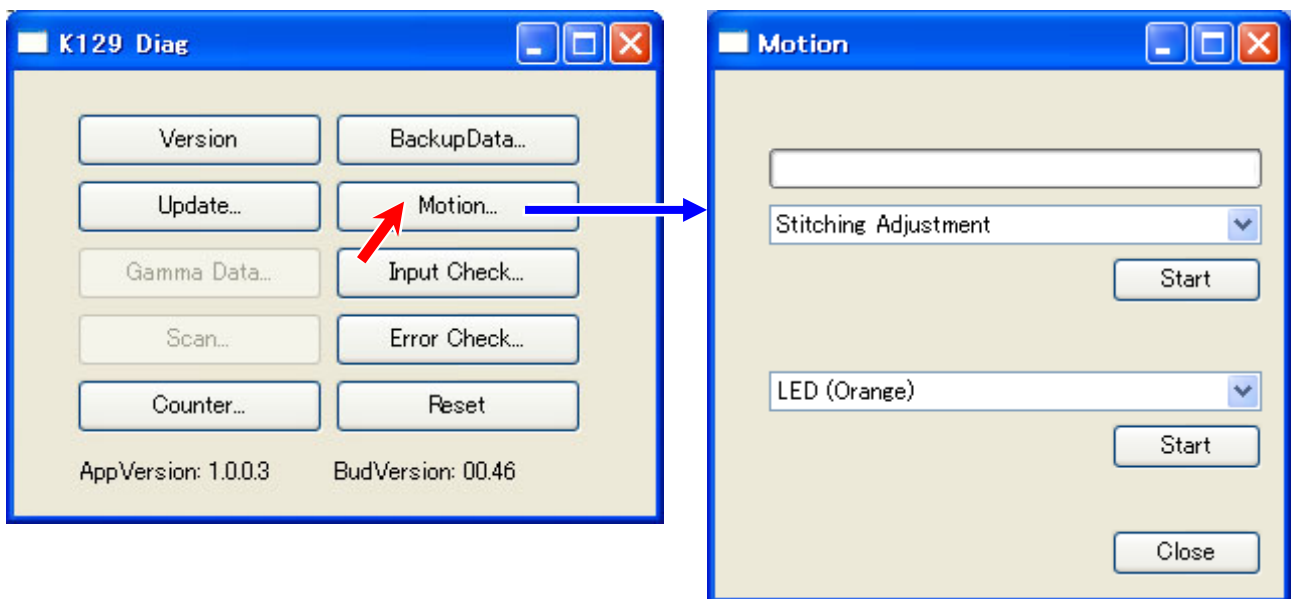 K129 Diag
Version
BackupData...
Update...
Motion...
Gamma Data...
Input Check...
Scan...
Error Check...
Counter...
Reset
AppVersion: 1.0.0.3
BudVersion: 00.46
Motion
Stitching Adjustment
Start
LED (Orange)
Start
Close